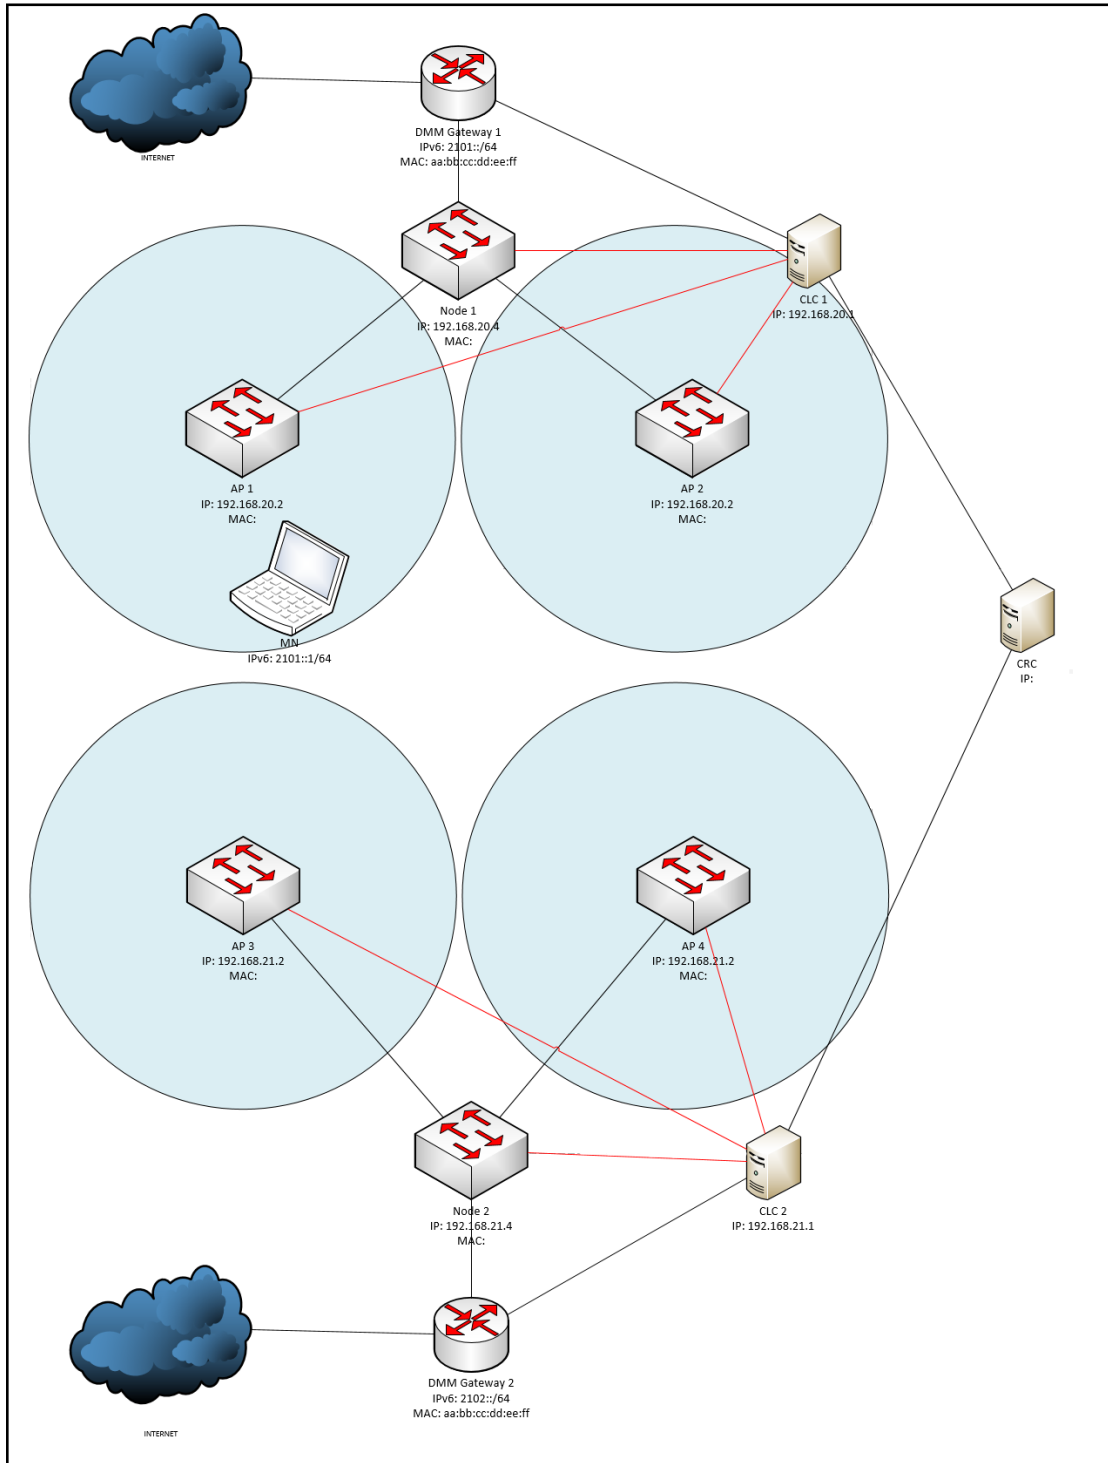 INTERNET
DMM Gateway 1
IPv6: 2101::/64
MAC: aa:bb:cc:dd:ee:ff
Node 1
IP: 192.168.20.4
MAC:
CLC 1
IP: 192.168.20.1
AP 1
IP: 192.168.20.2
MAC:
AP 2
IP: 192.168.20.2
MAC:
MN
IPv6: 2101::1/64
CRC
IP:
AP 3
IP: 192.168.21.2
MAC:
AP 4
IP: 192.168.21.2
MAC:
Node 2
IP: 192.168.21.4
MAC:
CLC 2
IP: 192.168.21.1
DMM Gateway 2
IPv6: 2102::/64
MAC: aa:bb:cc:dd:ee:ff
INTERNET